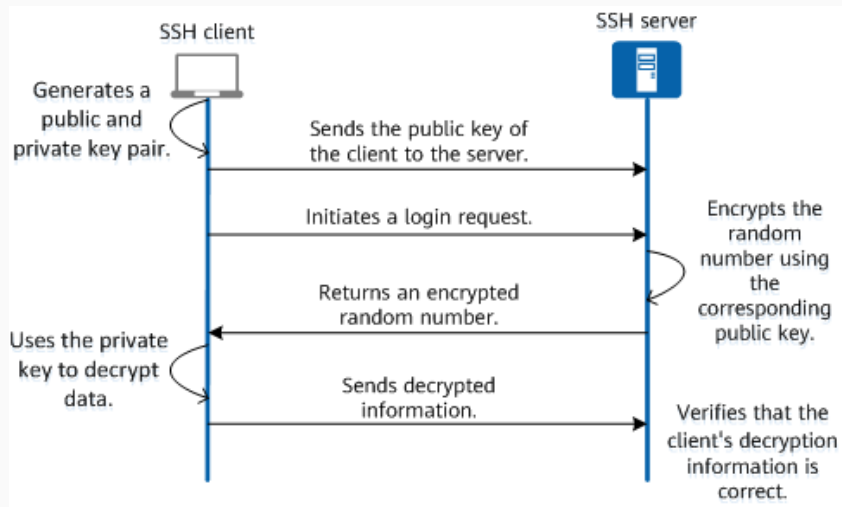 SSH client
SSH server
Generates a
public and
private key pair.
Sends the public key of
the client to the server.
Initiates a login request.
Encrypts the
random
number using
the
corresponding
public key.
Returns an encrypted
random number.
Uses the private
key to decrypt
data.
Sends decrypted
information.
Verifies that the
client's decryption
information is
correct.